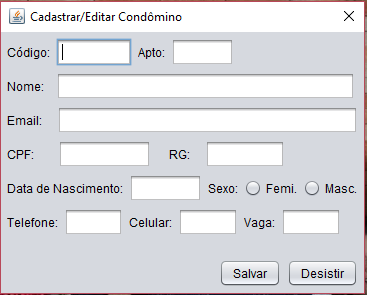 Cadastrar/Editar Condômino
Código: Apto:
Nome:
Email:
CPF: RG:
Data de Nascimento: Sexo: Femi. Masc.
Telefone: Celular: Vaga:
Salvar Desistir